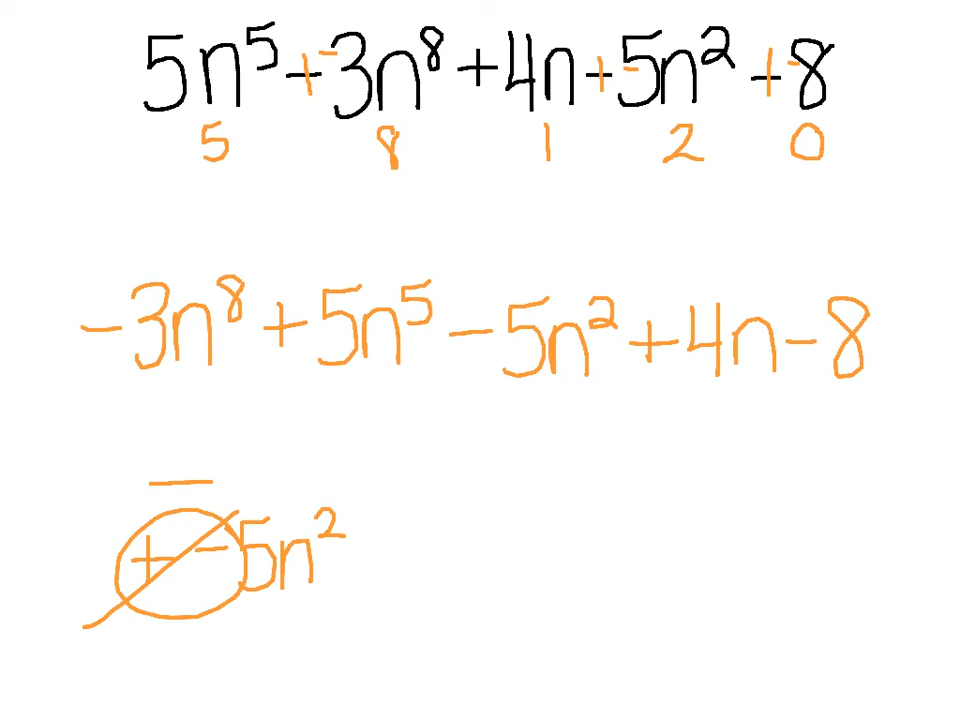 5n⁵ + -3n⁸ + 4n + -5n² + -8
5 8 1 2 0
-3n⁸ + 5n⁵ - 5n² + 4n - 8
-
+ - 5n²